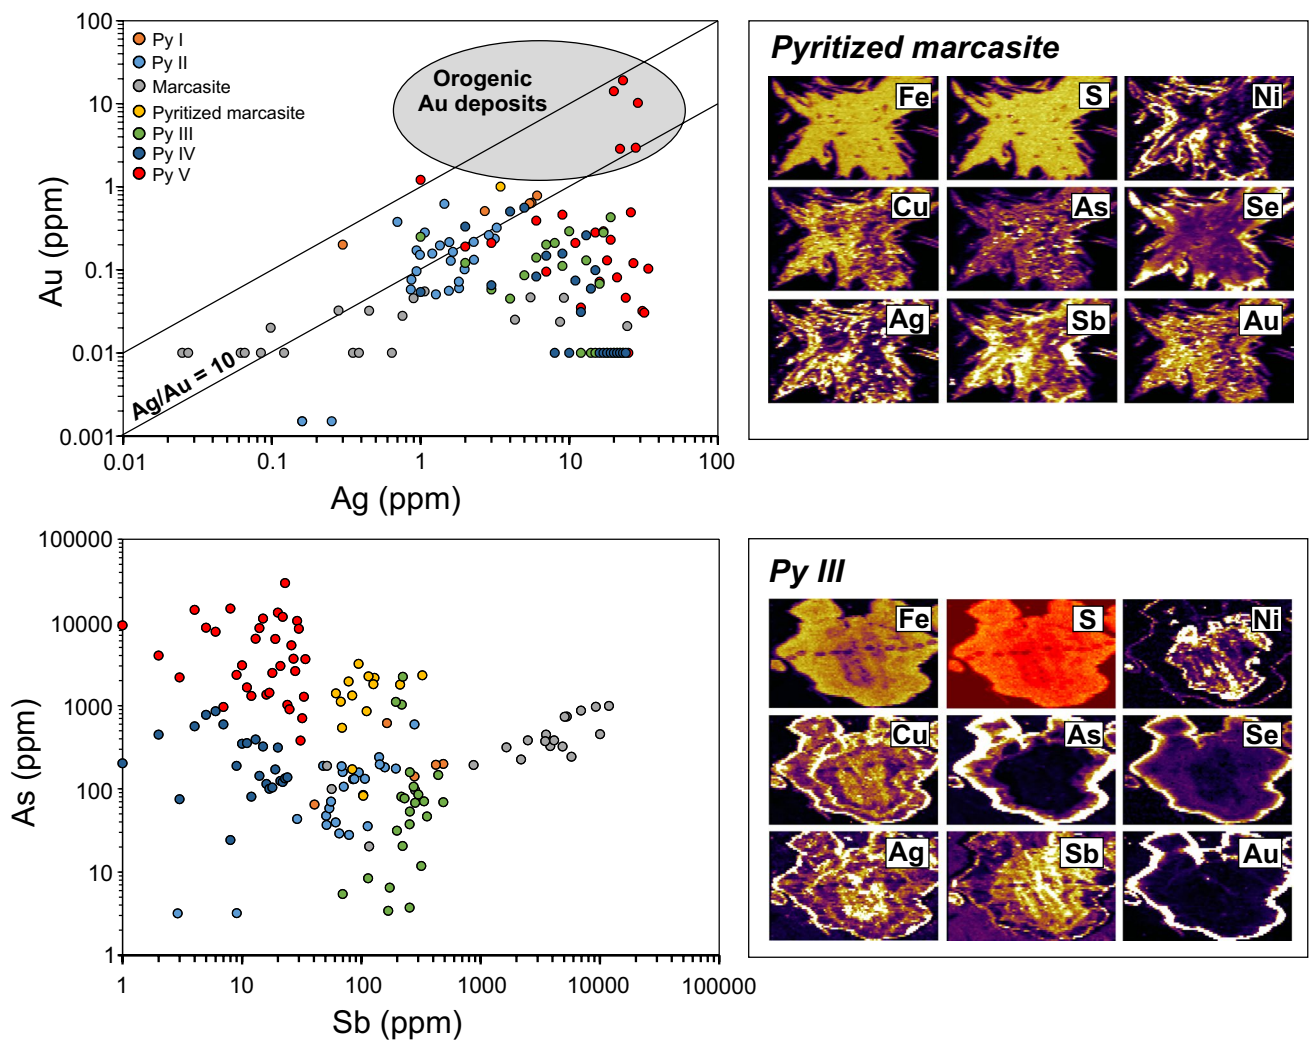 100
10
1
0.1
0.01
0.001
Au (ppm)
Py I
Py II
Marcasite
Pyritized marcasite
Py III
Py IV
Py V
Orogenic
Au deposits
Ag/Au = 10
0.01
0.1
1
10
100
Ag (ppm)
Pyritized marcasite
Fe
S
Ni
Cu
As
Se
Ag
Sb
Au
100000
10000
1000
100
10
1
As (ppm)
1
10
100
1000
10000
100000
Sb (ppm)
Py III
Fe
S
Ni
Cu
As
Se
Ag
Sb
Au